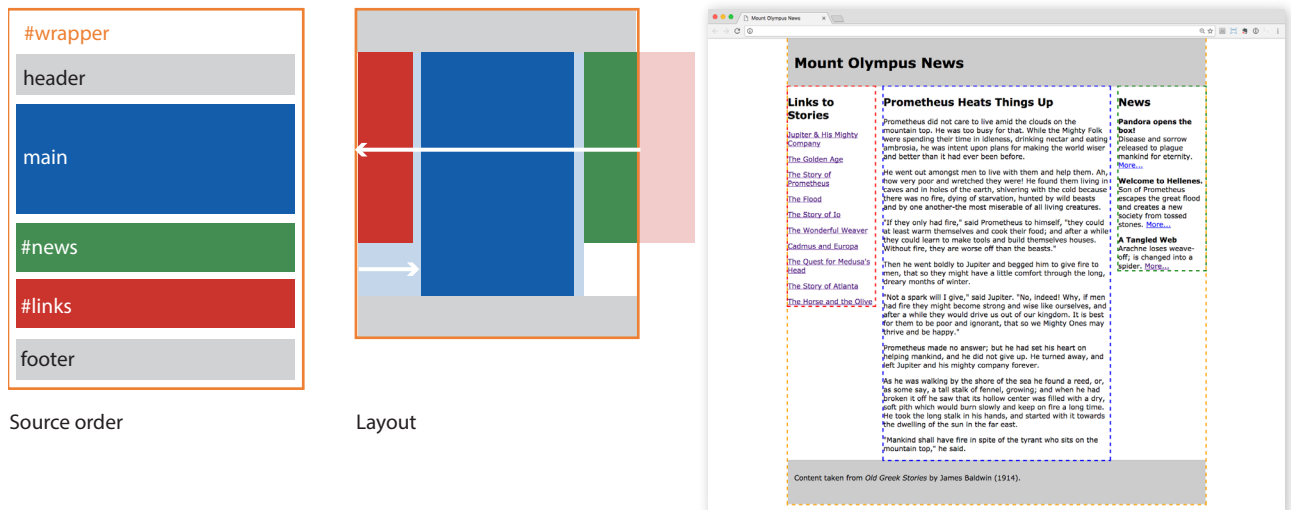 #wrapper
header
main
#news
#links
footer
Source order
Layout
Mount Olympus News
Mount Olympus News
Links to
Stories
Jupiter & His Mighty
Company
The Golden Age
The Story of
Prometheus
The Flood
The Story of Io
The Wonderful Weaver
Cadmus and Europa
The Quest for Medusa's
Head
The Story of Atlanta
The Horse and the Olive
Prometheus Heats Things Up
Prometheus did not care to live amid the clouds on the
mountain top. He was too busy for that. While the Mighty Folk
were spending their time in idleness, drinking nectar and eating
ambrosia, he was intent upon plans for making the world wiser
and better than it had ever been before.
He went out amongst men to live with them and help them. Ah,
how very poor and wretched they were! He found them living in
caves and in holes of the earth, shivering with the cold because
there was no fire, dying of starvation, hunted by wild beasts
and by one another-the most miserable of all living creatures.
"If they only had fire," said Prometheus to himself, "they could
at least warm themselves and cook their food; and after a while
they could learn to make tools and build themselves houses.
Without fire, they are worse off than the beasts."
Then he went boldly to Jupiter and begged him to give fire to
men, that so they might have a little comfort through the long,
dreary months of winter.
"Not a spark will I give," said Jupiter. "No, indeed! Why, if men
had fire they might become strong and wise like ourselves, and
after a while they would drive us out of our kingdom. It is best
for them to be poor and ignorant, that so we Mighty Ones may
thrive and be happy."
Prometheus made no answer; but he had set his heart on
helping mankind, and he did not give up. He turned away, and
left Jupiter and his mighty company forever.
As he was walking by the shore of the sea he found a reed, or,
as some say, a tall stalk of fennel, growing; and when he had
broken it off he saw that its hollow center was filled with a dry,
soft pith which would burn slowly and keep on fire a long time.
He took the long stalk in his hands, and started with it towards
the dwelling of the sun in the far east.
"Mankind shall have fire in spite of the tyrant who sits on the
mountain top," he said.
News
Pandora opens the
box!
Disease and sorrow
released to plague
mankind for eternity.
More...
Welcome to Hellenes.
Son of Prometheus
escapes the great flood
and creates a new
society from tossed
stones. More...
A Tangled Web
Arachne loses weave-
off; is changed into a
spider. More...
Content taken from Old Greek Stories by James Baldwin (1914).